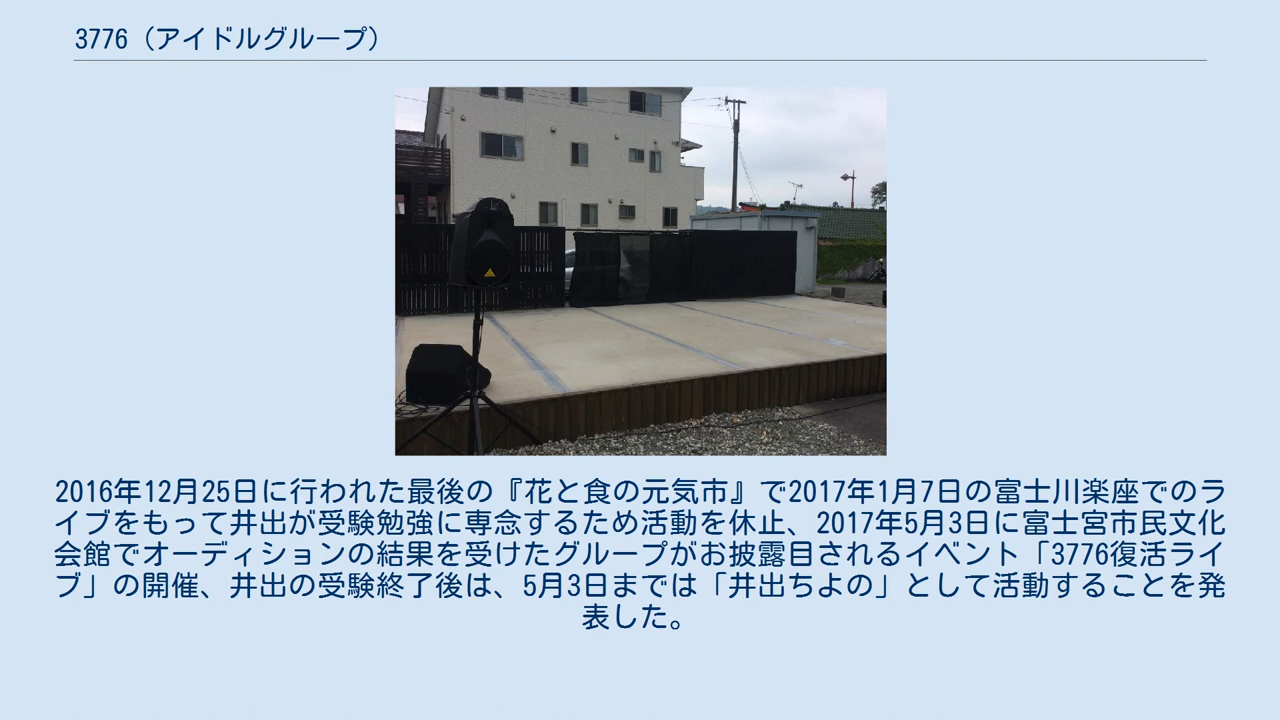 3776（アイドルグループ）
2016年12月25日に行われた最後の『花と食の元気市』で2017年1月7日の富士川楽座でのラ
イブをもって井出が受験勉強に専念するため活動を休止、2017年5月3日に富士宮市民文化
会館でオーディションの結果を受けたグループがお披露目されるイベント「3776復活ライ
ブ」の開催、井出の受験終了後は、5月3日までは「井出ちよの」として活動することを発
表した。